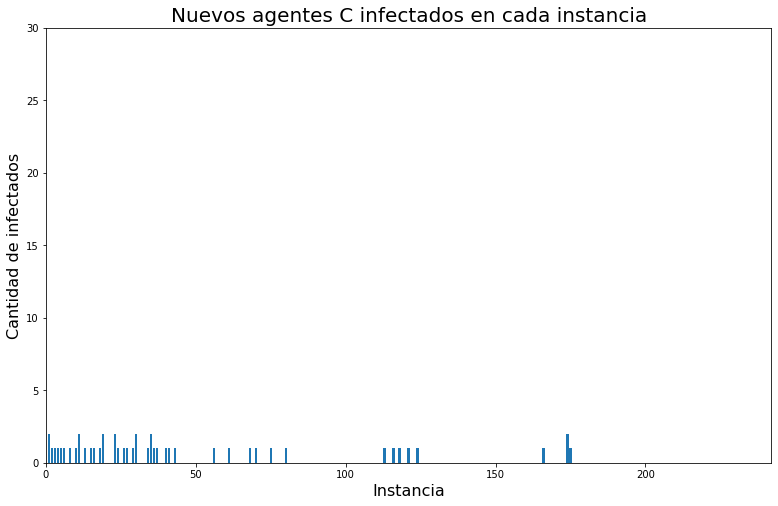 Nuevos agentes C infectados en cada instancia
30
25
20
15
10
5
0
Cantidad de infectados
0 50 100 150 200
Instancia